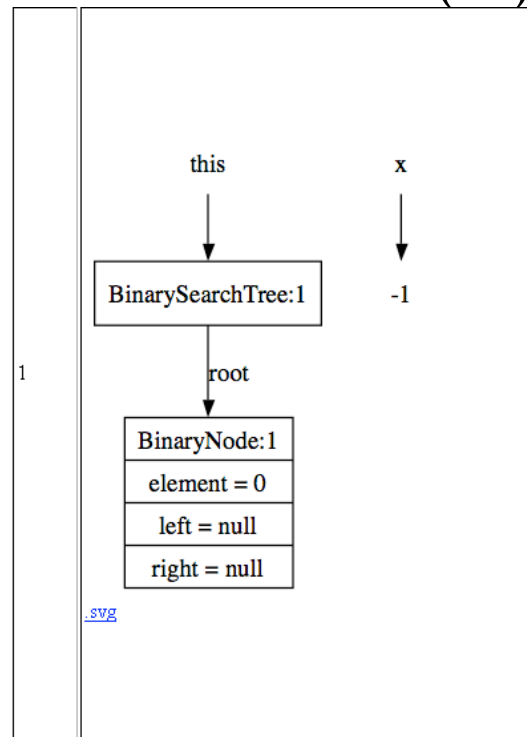 this x
BinarySearchTree:1 -1
1
root
BinaryNode:1
element = 0
left = null
right = null
.svg